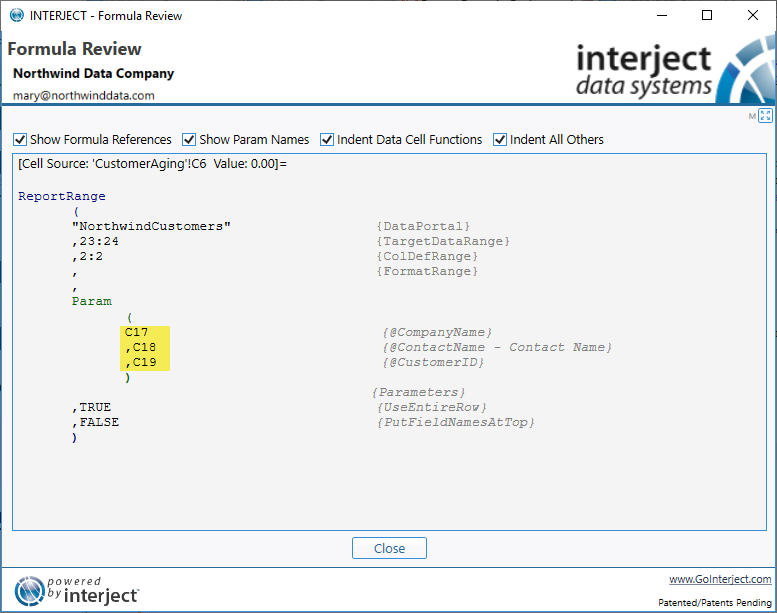 INTERJECT - Formula Review
Formula Review
Northwind Data Company
mary@northwinddata.com
interject
data systems
M
Show Formula References Show Param Names Indent Data Cell Functions Indent All Others
[Cell Source: 'CustomerAging'!C6 Value: 0.00]=
ReportRange
(
"NorthwindCustomers" {DataPortal}
,23:24 {TargetDataRange}
,2:2 {ColDefRange}
, {FormatRange}
,
Param
(
C17 {@CompanyName}
,C18 {@ContactName - Contact Name}
,C19 {@CustomerID}
)
{Parameters}
,TRUE {UseEntireRow}
,FALSE {PutFieldNamesAtTop}
)
Close
powered
by interject
www.GoInterject.com
Patented/Patents Pending